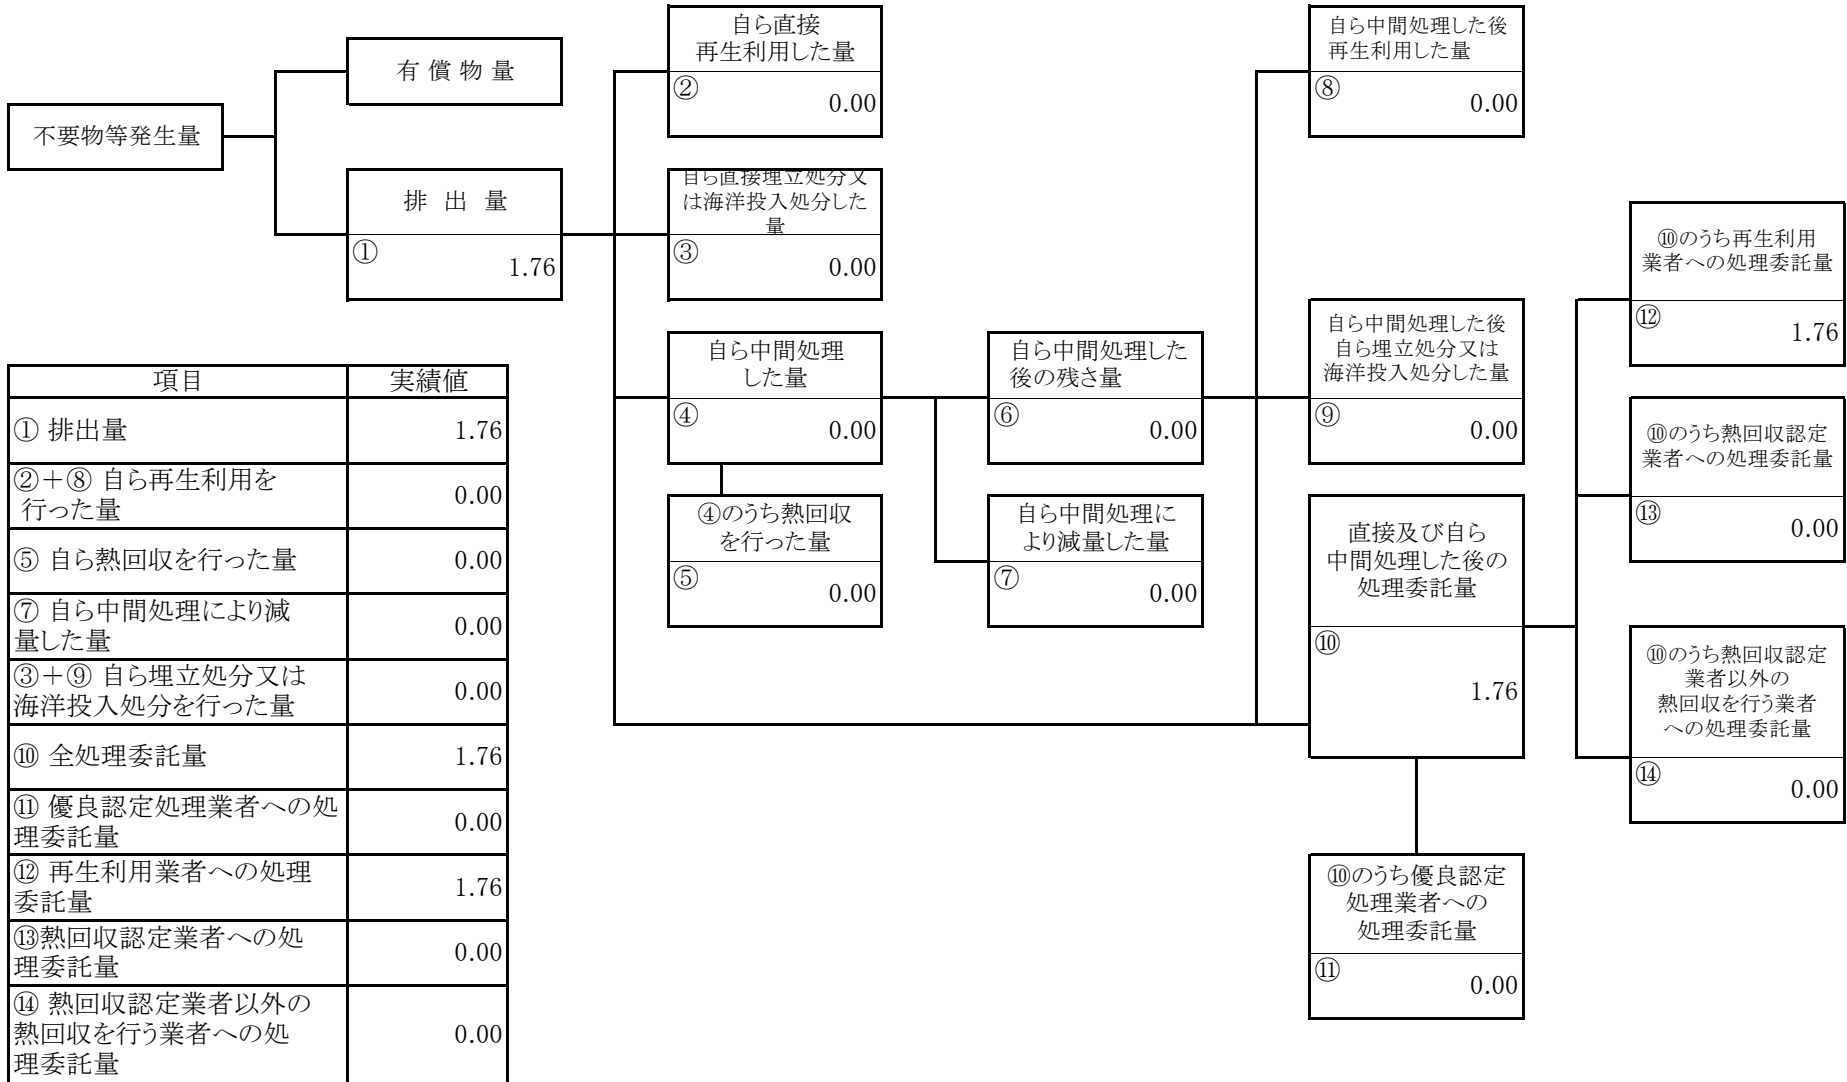 不要物等発生量
有 償 物 量
排 出 量
①
1.76
自ら直接
再生利用した量
②
0.00
自ら直接埋立処分又
は海洋投入処分した
量
③
0.00
自ら中間処理
した量
④
0.00
④のうち熱回収
を行った量
⑤
0.00
自ら中間処理した
後の残さ量
⑥
0.00
自ら中間処理に
より減量した量
⑦
0.00
自ら中間処理した後
再生利用した量
⑧
0.00
自ら中間処理した後
自ら埋立処分又は
海洋投入処分した量
⑨
0.00
直接及び自ら
中間処理した後の
処理委託量
⑩
1.76
⑩のうち優良認定
処理業者への
処理委託量
⑪
0.00
⑩のうち再生利用
業者への処理委託量
⑫
1.76
⑩のうち熱回収認定
業者への処理委託量
⑬
0.00
⑩のうち熱回収認定
業者以外の
熱回収を行う業者
への処理委託量
⑭
0.00
項目 実績値
① 排出量 1.76
②＋⑧ 自ら再生利用を
行った量 0.00
⑤ 自ら熱回収を行った量 0.00
⑦ 自ら中間処理により減
量した量 0.00
③＋⑨ 自ら埋立処分又は
海洋投入処分を行った量 0.00
⑩ 全処理委託量 1.76
⑪ 優良認定処理業者への処
理委託量 0.00
⑫ 再生利用業者への処理
委託量 1.76
⑬熱回収認定業者への処
理委託量 0.00
⑭ 熱回収認定業者以外の
熱回収を行う業者への処
理委託量 0.00